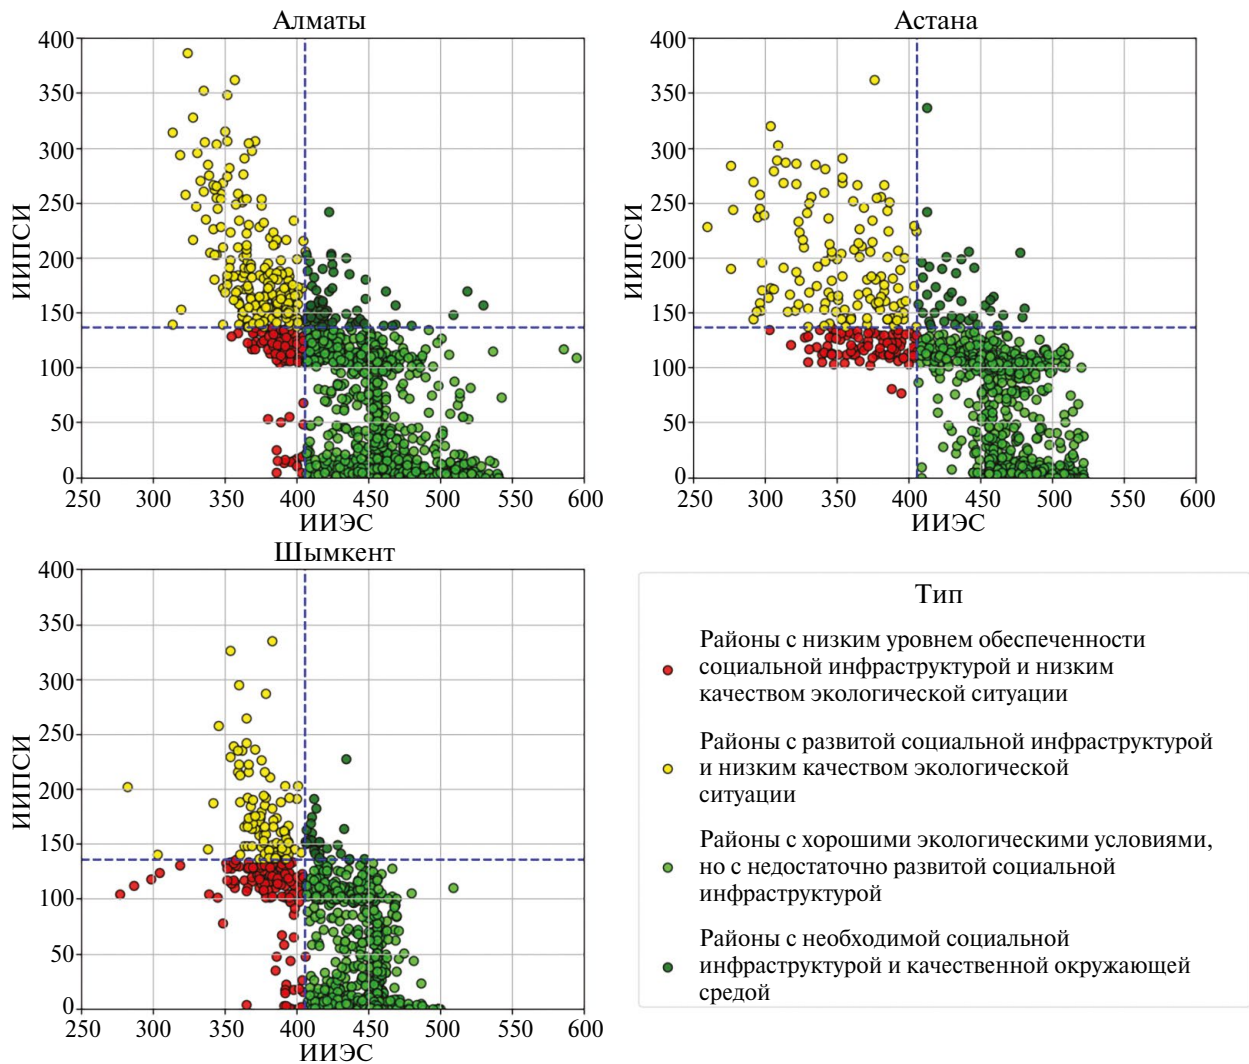 Алматы
400
350
300
250
200
150
100
50
0
ИИПСИ
250 300 350 400 450 500 550 600
ИИЭС
Астана
400
350
300
250
200
150
100
50
0
ИИПСИ
250 300 350 400 450 500 550 600
ИИЭС
Шымкент
400
350
300
250
200
150
100
50
0
ИИПСИ
250 300 350 400 450 500 550 600
ИИЭС
Тип
Районы с низким уровнем обеспеченности
социальной инфраструктурой и низким
качеством экологической ситуации
Районы с развитой социальной инфраструктурой
и низким качеством экологической
ситуации
Районы с хорошими экологическими условиями,
но с недостаточно развитой социальной
инфраструктурой
Районы с необходимой социальной
инфраструктурой и качественной окружающей
средой